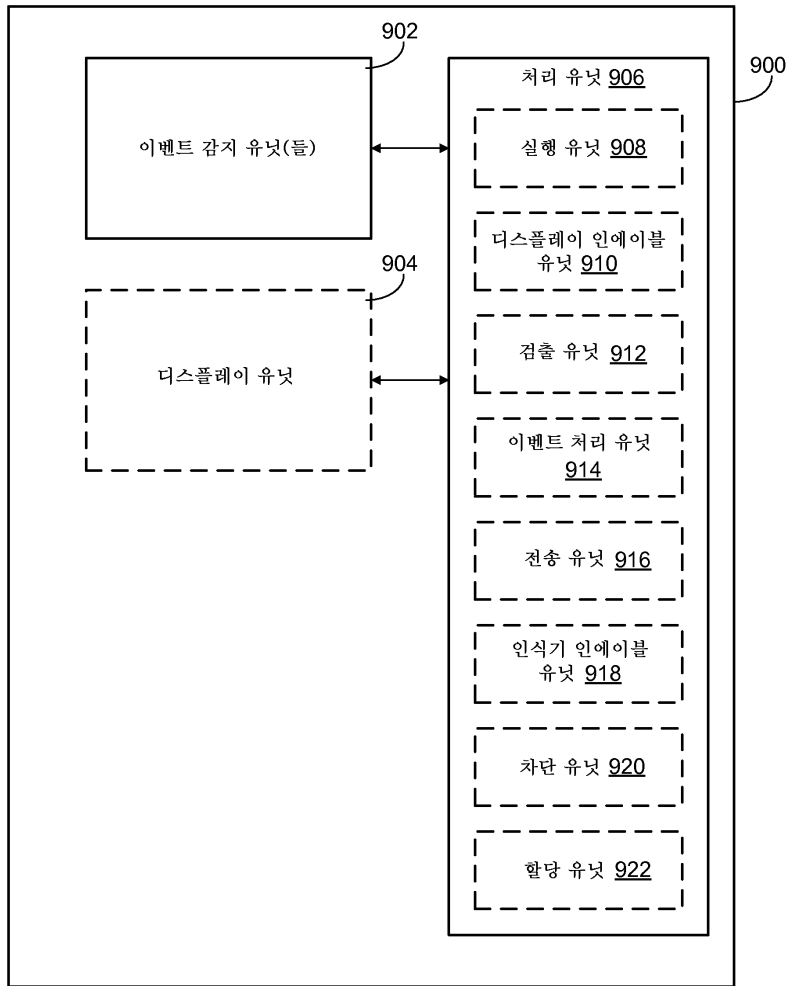 902
이벤트 감지 유닛(들)
904
디스플레이 유닛
처리 유닛 906
실행 유닛 908
디스플레이 인에이블
유닛 910
검출 유닛 912
이벤트 처리 유닛
914
전송 유닛 916
인식기 인에이블
유닛 918
차단 유닛 920
할당 유닛 922
900